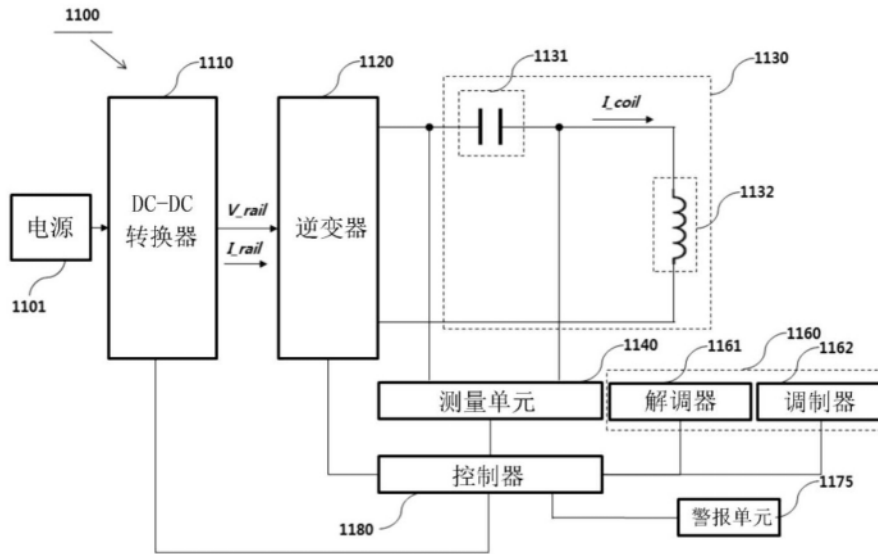 1100
1110
1120
1131
1130
I_coil
1132
电源
DC-DC
转换器
V_rail
I_rail
逆变器
1101
1140
1161
1160
1162
测量单元
解调器
调制器
控制器
1175
1180
警报单元